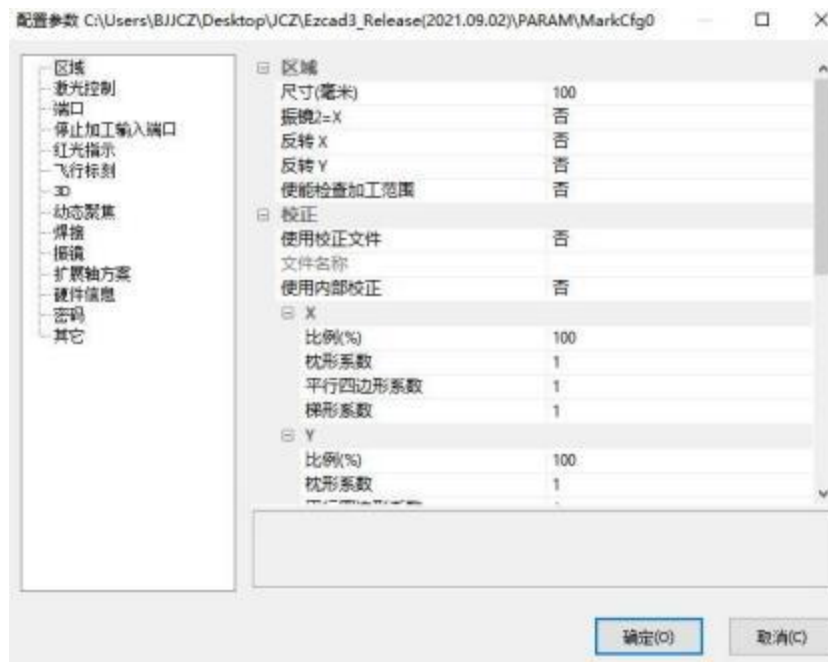 配置参数 C:\Users\BJJCZ\Desktop\JCZ\Ezcad3_Release(2021.09.02)\PARAM\MarkCfg0
区域
激光控制
端口
停止加工输入端口
红光指示
飞行标刻
3D
动态聚焦
焊接
振镜
扩展轴方案
硬件信息
密码
其它
区域
尺寸(毫米) 100
振镜2=X 否
反转 X 否
反转 Y 否
使能检查加工范围 否
校正
使用校正文件 否
文件名称
使用内部校正 否
X
比例(%) 100
枕形系数 1
平行四边形系数 1
梯形系数 1
Y
比例(%) 100
枕形系数 1
确定(O) 取消(C)